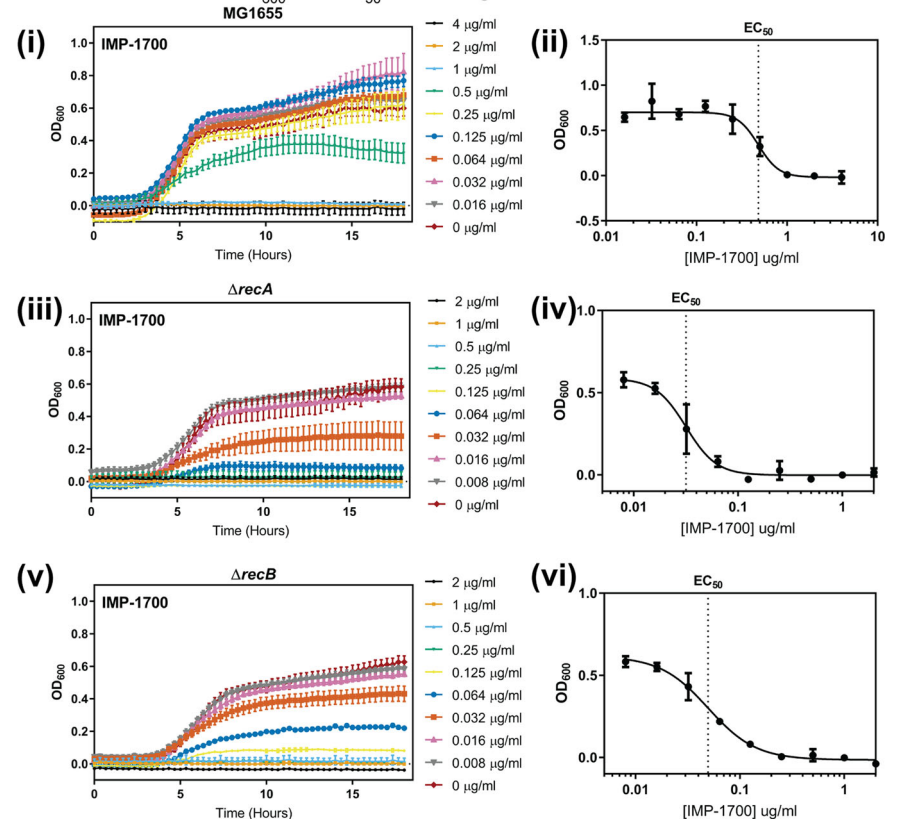 MG1655
(i)
IMP-1700
OD600
1.0
0.8
0.6
0.4
0.2
0.0
0 5 10 15
Time (Hours)
4 µg/ml
2 µg/ml
1 µg/ml
0.5 µg/ml
0.25 µg/ml
0.125 µg/ml
0.064 µg/ml
0.032 µg/ml
0.016 µg/ml
0 µg/ml
(ii)
EC50
OD600
1.5
1.0
0.5
0.0
-0.5
0.01 0.1 1 10
[IMP-1700] ug/ml
(iii)
ΔrecA
IMP-1700
OD600
1.0
0.8
0.6
0.4
0.2
0.0
0 5 10 15
Time (Hours)
2 µg/ml
1 µg/ml
0.5 µg/ml
0.25 µg/ml
0.125 µg/ml
0.064 µg/ml
0.032 µg/ml
0.016 µg/ml
0.008 µg/ml
0 µg/ml
(iv)
EC50
OD600
1.0
0.5
0.0
0.01 0.1 1
[IMP-1700] ug/ml
(v)
ΔrecB
IMP-1700
OD600
1.0
0.8
0.6
0.4
0.2
0.0
0 5 10 15
Time (Hours)
2 µg/ml
1 µg/ml
0.5 µg/ml
0.25 µg/ml
0.125 µg/ml
0.064 µg/ml
0.032 µg/ml
0.016 µg/ml
0.008 µg/ml
0 µg/ml
(vi)
EC50
OD600
1.0
0.5
0.0
0.01 0.1 1
[IMP-1700] ug/ml